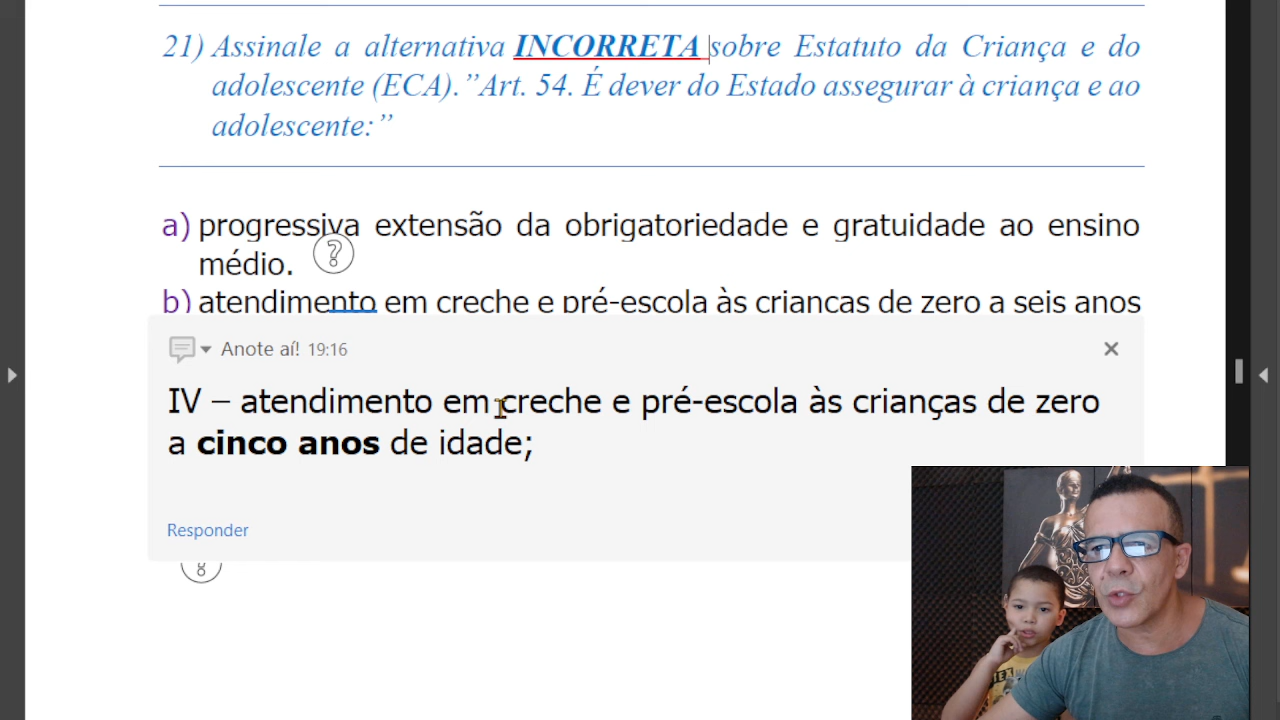 21) Assinale a alternativa INCORRETA sobre Estatuto da Criança e do
adolescente (ECA).”Art. 54. É dever do Estado assegurar à criança e ao
adolescente:”
a) progressiva extensão da obrigatoriedade e gratuidade ao ensino
médio.
b) atendimento em creche e pré-escola às crianças de zero a seis anos
Anote aí! 19:16
IV – atendimento em creche e pré-escola às crianças de zero
a cinco anos de idade;
Responder